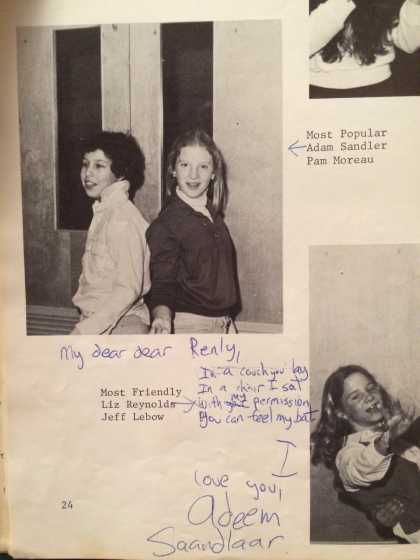 Most Popular
Adam Sandler
Pam Moreau
My dear dear Renly,
In a couch you lay
In a chair I sat
Most Friendly
Liz Reynolds
Jeff Lebow
with my permission
You can feel my bat
I
love you,
Adeem
Saandlaar
24